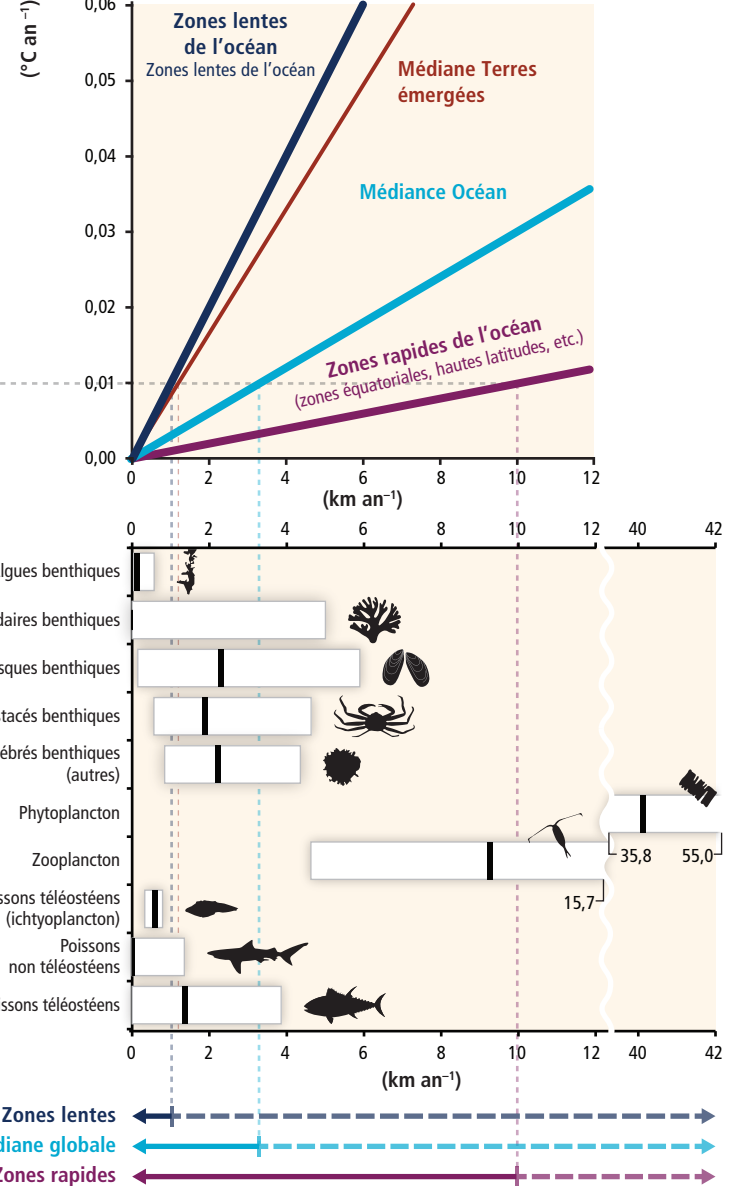 0,06
(°C an⁻¹)
Zones lentes
de l'océan
Zones lentes de l'océan
Médiane Terres
émergées
0,05
0,04
Médiance Océan
0,03
0,02
Zones rapides de l'océan
(zones équatoriales, hautes latitudes, etc.)
0,01
0,00
0 2 4 6 8 10 12
(km an⁻¹)
0 2 4 6 8 10 12 40 42
lgues benthiques
daires benthiques
sques benthiques
stacés benthiques
ébrés benthiques
(autres)
Phytoplancton
35,8 55,0
Zooplancton
15,7
ssons téléostéens
(ichtyoplancton)
Poissons
non téléostéens
issons téléostéens
0 2 4 6 8 10 12 40 42
(km an⁻¹)
Zones lentes
diane globale
Zones rapides